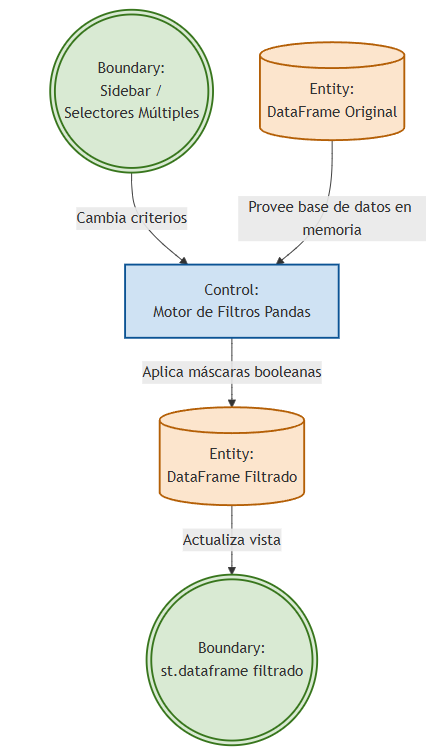 Boundary:
Sidebar /
Selectores Múltiples
Entity:
DataFrame Original
Cambia criterios
Provee base de datos en
memoria
Control:
Motor de Filtros Pandas
Aplica máscaras booleanas
Entity:
DataFrame Filtrado
Actualiza vista
Boundary:
st.dataframe filtrado